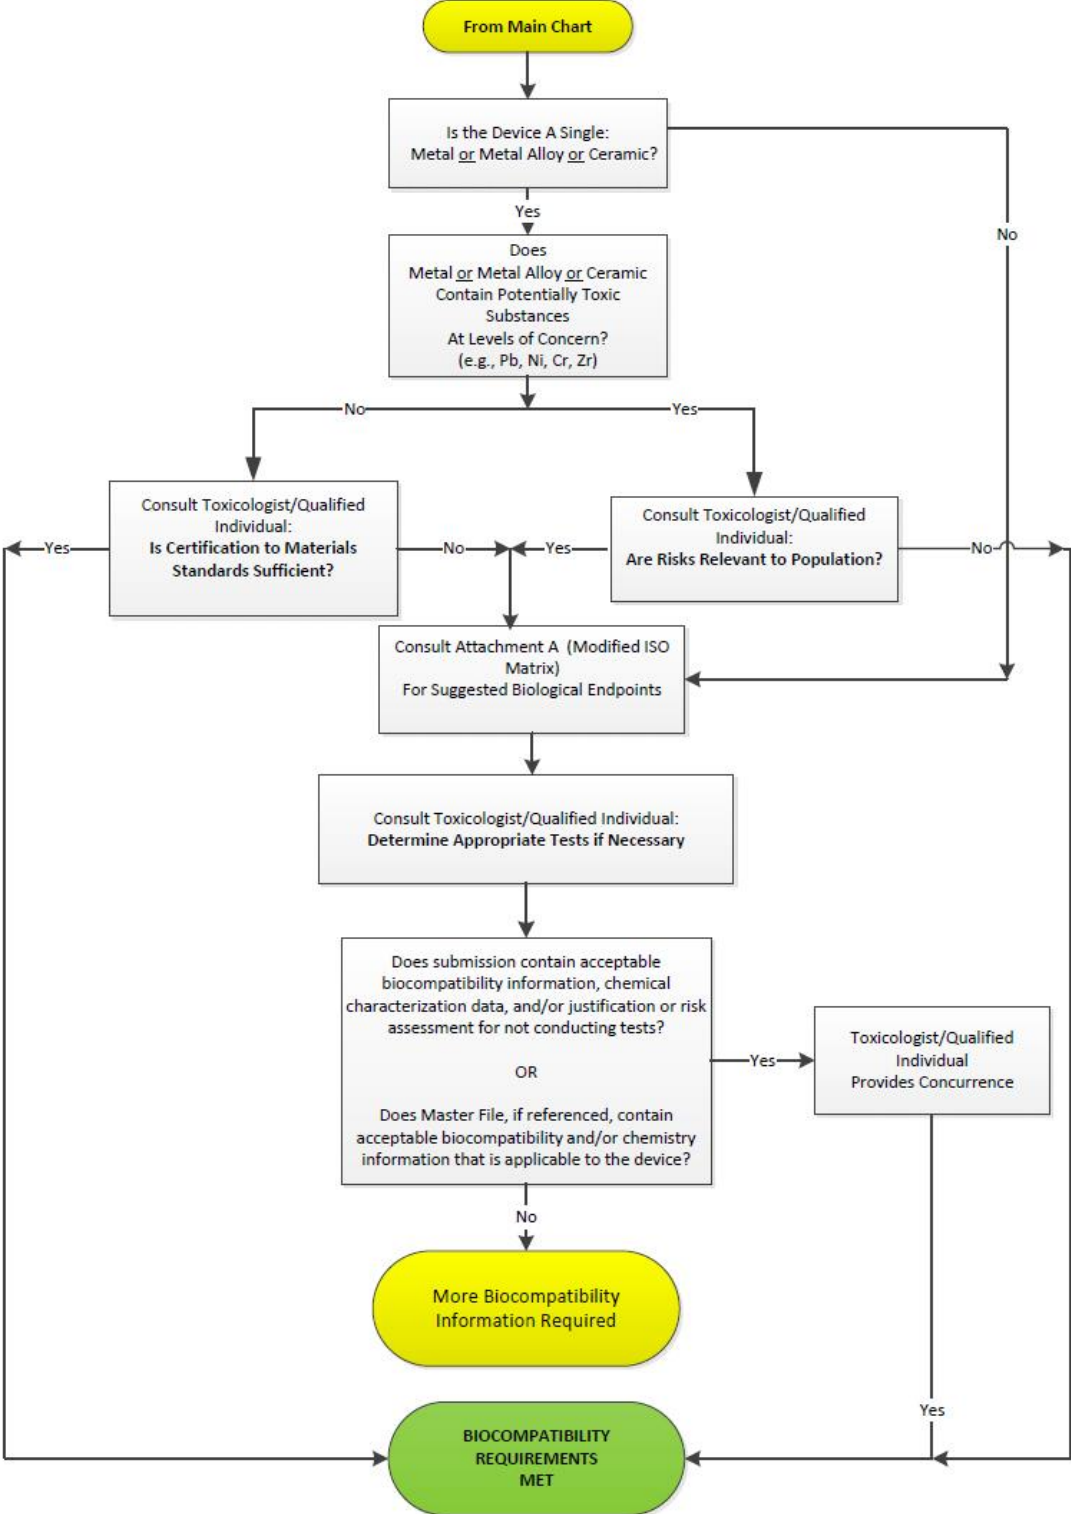 From Main Chart
Is the Device A Single:
Metal or Metal Alloy or Ceramic?
Yes
No
Does
Metal or Metal Alloy or Ceramic
Contain Potentially Toxic
Substances
At Levels of Concern?
(e.g., Pb, Ni, Cr, Zr)
No
Yes
Consult Toxicologist/Qualified
Individual:
Is Certification to Materials
Standards Sufficient?
Yes
No
Consult Toxicologist/Qualified
Individual:
Are Risks Relevant to Population?
Yes
No
Consult Attachment A (Modified ISO
Matrix)
For Suggested Biological Endpoints
Consult Toxicologist/Qualified Individual:
Determine Appropriate Tests if Necessary
Does submission contain acceptable
biocompatibility information, chemical
characterization data, and/or justification or risk
assessment for not conducting tests?
OR
Does Master File, if referenced, contain
acceptable biocompatibility and/or chemistry
information that is applicable to the device?
Yes
Toxicologist/Qualified
Individual
Provides Concurrence
No
More Biocompatibility
Information Required
Yes
BIOCOMPATIBILITY
REQUIREMENTS
MET